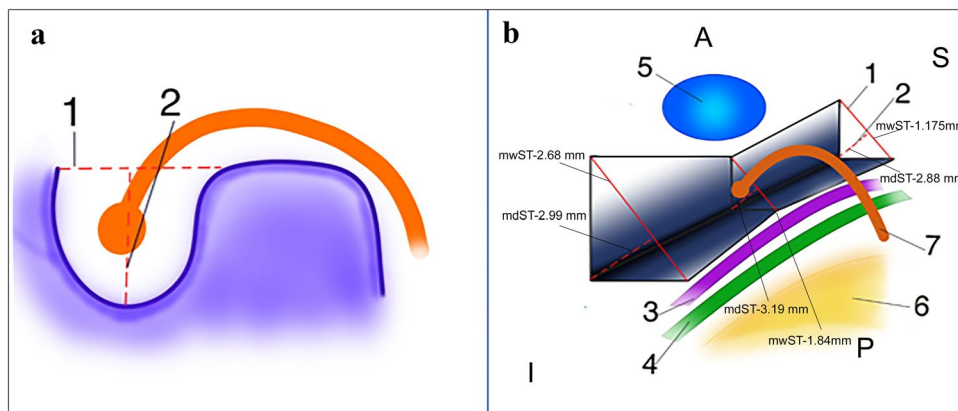 a
1
2
b
A
S
5
1
2
mwST-1.175mm
mwST-2.68 mm
mdST-2.88 mm
mdST-2.99 mm
7
3
mdST-3.19 mm
6
4
mwST-1.84mm
P
I